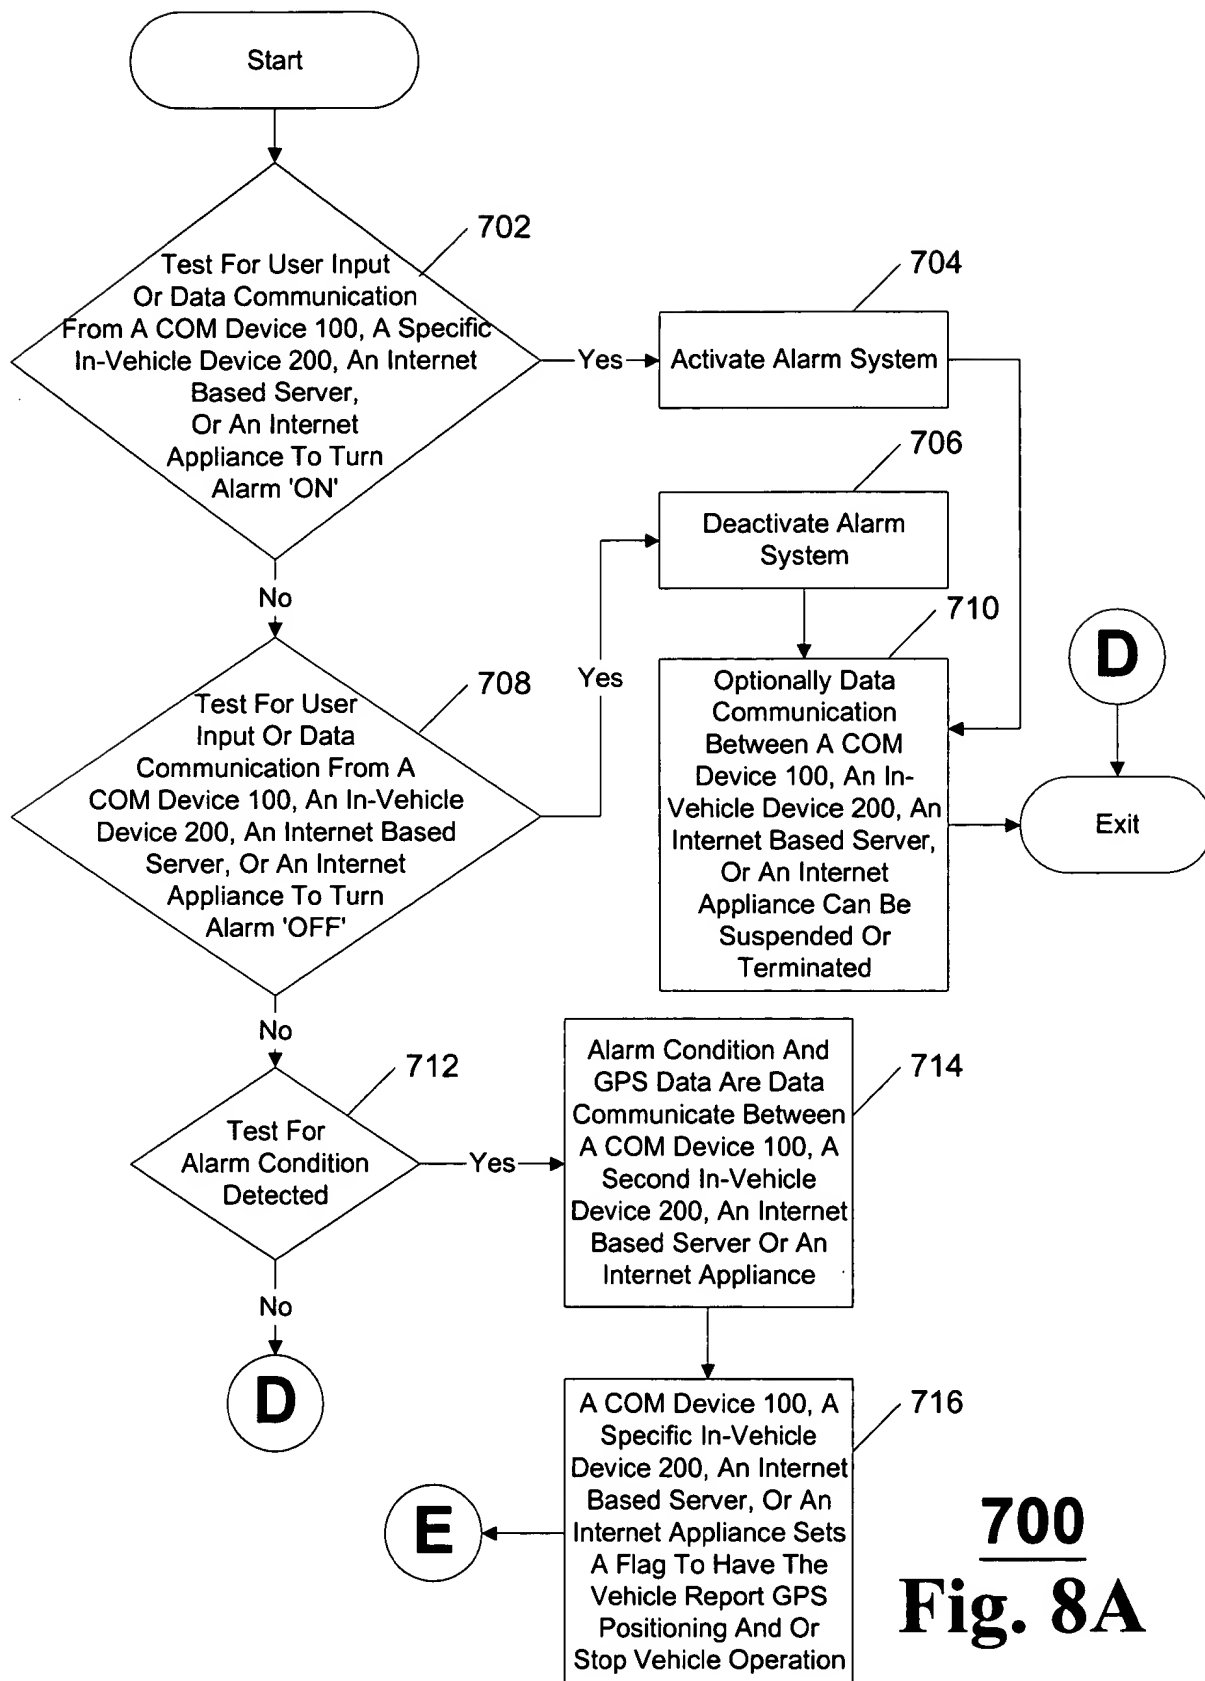 Start
702
Test For User Input
Or Data Communication
From A COM Device 100, A Specific
In-Vehicle Device 200, An Internet
Based Server,
Or An Internet
Appliance To Turn
Alarm 'ON'
Yes
704
Activate Alarm System
706
Deactivate Alarm
System
No
708
Test For User
Input Or Data
Communication From A
COM Device 100, An In-Vehicle
Device 200, An Internet Based
Server, Or An Internet
Appliance To Turn
Alarm 'OFF'
Yes
710
Optionally Data
Communication
Between A COM
Device 100, An In-
Vehicle Device 200, An
Internet Based Server,
Or An Internet
Appliance Can Be
Suspended Or
Terminated
D
Exit
No
712
Test For
Alarm Condition
Detected
Yes
714
Alarm Condition And
GPS Data Are Data
Communicate Between
A COM Device 100, A
Second In-Vehicle
Device 200, An Internet
Based Server Or An
Internet Appliance
No
D
716
A COM Device 100, A
Specific In-Vehicle
Device 200, An Internet
Based Server, Or An
Internet Appliance Sets
A Flag To Have The
Vehicle Report GPS
Positioning And Or
Stop Vehicle Operation
E
700
Fig. 8A